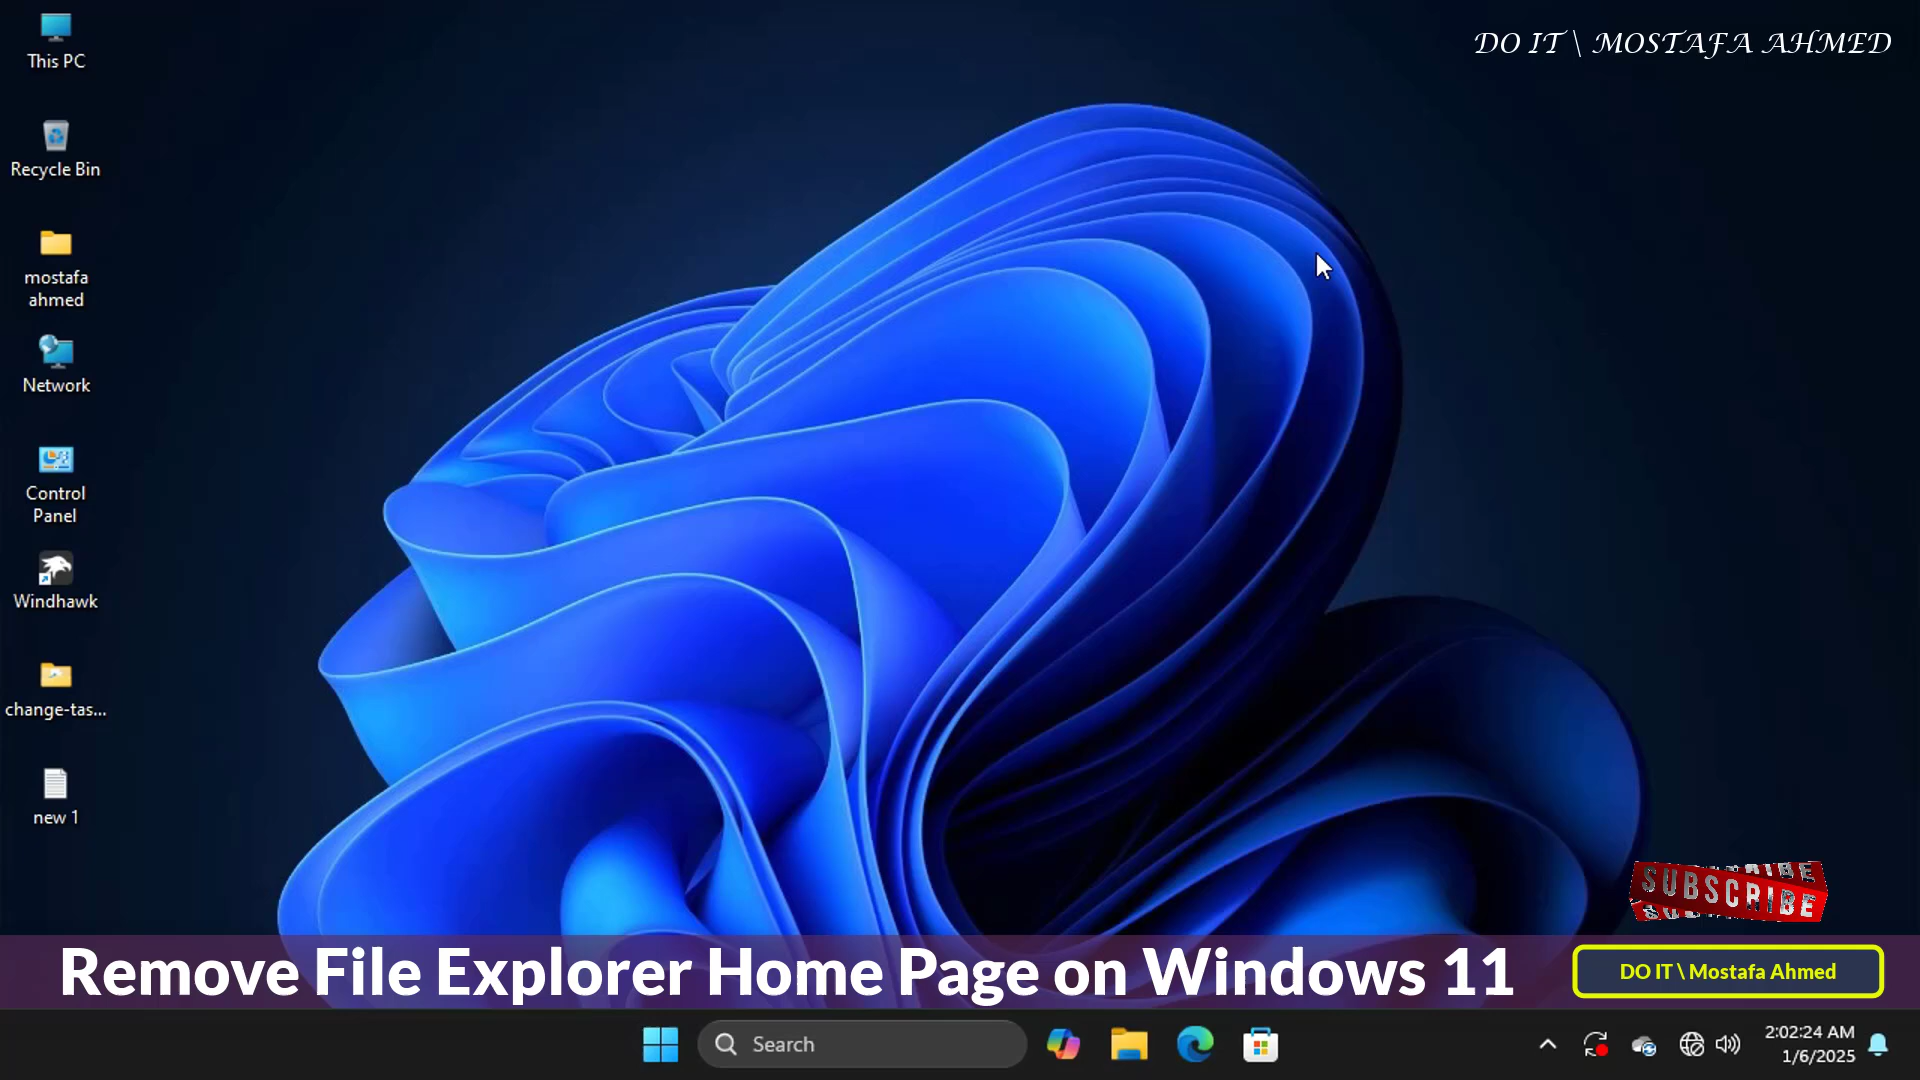 DO IT \ MOSTAFA AHMED
This PC
Recycle Bin
mostafa
ahmed
Network
Control
Panel
Windhawk
change-tas...
new 1
SUBSCRIBE
Remove File Explorer Home Page on Windows 11
DO IT \ Mostafa Ahmed
Search
2:02:24 AM
1/6/2025